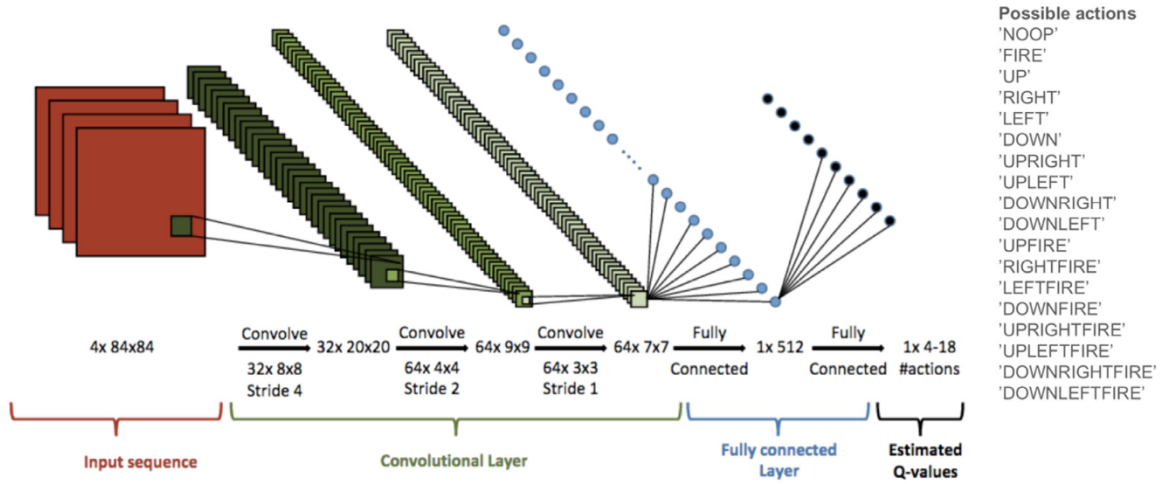 Possible actions
’NOOP’
’FIRE’
’UP’
’RIGHT’
’LEFT’
’DOWN’
’UPRIGHT’
’UPLEFT’
’DOWNRIGHT’
’DOWNLEFT’
’UPFIRE’
’RIGHTFIRE’
’LEFTFIRE’
’DOWNFIRE’
’UPRIGHTFIRE’
’UPLEFTFIRE’
’DOWNRIGHTFIRE’
’DOWNLEFTFIRE’
4x 84x84
Convolve
32x 8x8
Stride 4
32x 20x20
Convolve
64x 4x4
Stride 2
64x 9x9
Convolve
64x 3x3
Stride 1
64x 7x7
Fully
Connected
1x 512
Fully
Connected
1x 4-18
#actions
Input sequence
Convolutional Layer
Fully connected
Layer
Estimated
Q-values